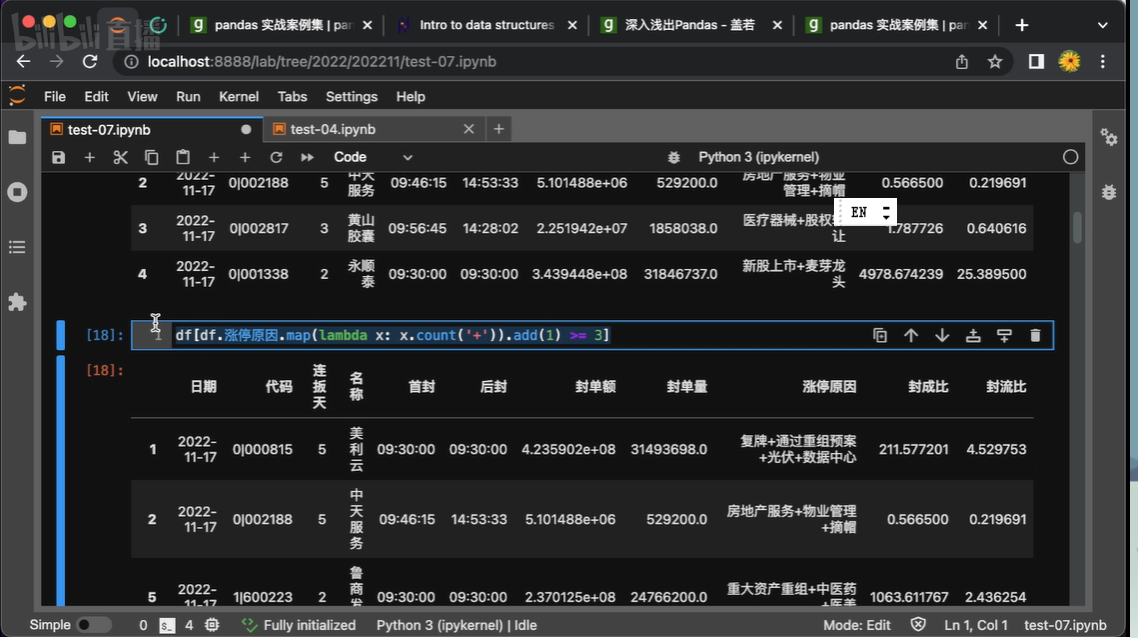 bilibili 直播
pandas 实战案例集 | pan
Intro to data structures
深入浅出Pandas - 盖若
pandas 实战案例集 | pan
localhost:8888/lab/tree/2022/202211/test-07.ipynb
File Edit View Run Kernel Tabs Settings Help
test-07.ipynb
test-04.ipynb
Code
Python 3 (ipykernel)
2 2022-11-17 0|002188 5 中天服务 09:46:15 14:53:33 5.101488e+06 529200.0 房地产服务+物业管理+摘帽 0.566500 0.219691
EN
3 2022-11-17 0|002817 3 黄山胶囊 09:56:45 14:28:02 2.251942e+07 1858038.0 医疗器械+股权 让 1.787726 0.640616
4 2022-11-17 0|001338 2 永顺泰 09:30:00 09:30:00 3.439448e+08 31846737.0 新股上市+麦芽龙头 4978.674239 25.389500
[18]: 1 df[df.涨停原因.map(lambda x: x.count('+')).add(1) >= 3]
[18]:
日期 代码 连扳天 名称 首封 后封 封单额 封单量 涨停原因 封成比 封流比
1 2022-11-17 0|000815 5 美利云 09:30:00 09:30:00 4.235902e+08 31493698.0 复牌+通过重组预案+光伏+数据中心 211.577201 4.529753
2 2022-11-17 0|002188 5 中天服务 09:46:15 14:53:33 5.101488e+06 529200.0 房地产服务+物业管理+摘帽 0.566500 0.219691
5 2022-11-17 1|600223 2 鲁商发 09:30:00 09:30:00 2.370125e+08 24766200.0 重大资产重组+中医药+医美 1063.611767 2.436254
Simple 0 4 Fully initialized Python 3 (ipykernel) | Idle Mode: Edit Ln 1, Col 1 test-07.ipynb